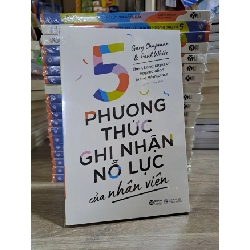 Gary Chapman
& Paul White
5
PHƯƠNG
THỨC
GHI NHẬN
NỖ LỰC
của nhân viên